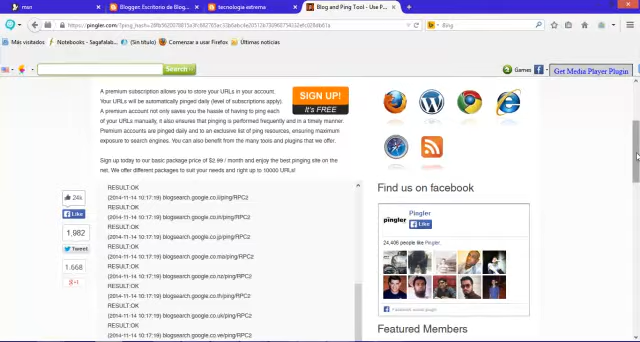 msn
Blogger: Escritorio de Blog...
tecnologia extrema
Blog and Ping Tool - Use P...
Bing
Más visitados
Notebooks - Sagafalab...
(Sin título)
Comenzar a usar Firefox
Últimas noticias
Search
Games
Get Media Player Plugin
A premium subscription allows you to store your URLs in your account.
Your URLs will be automatically pinged daily (level of subscriptions apply).
A premium account not only saves you the hassle of having to ping each
of your URLs manually, it also ensure that pinging is performed frequently and in a timely manner.
Premium accounts are pinged daily and to an exclusive list of ping resources, ensuring maximum
exposure to search engines. You can also benefit from the many tools and plugins that we offer.
SIGN UP!
It's FREE
Sign up today to our basic package price of $2.99 / month and enjoy the best pinging site on the
net. We offer different packages to suit your needs and right up to 10000 URLs!
24k
Like
1,982
Tweet
1.668
+1
RESULT:OK
(2014-11-14 10:17:19) blogsearch.google.co.il/ping/RPC2
RESULT:OK
(2014-11-14 10:17:19) blogsearch.google.co.in/ping/RPC2
RESULT:OK
(2014-11-14 10:17:19) blogsearch.google.co.jp/ping/RPC2
RESULT:OK
(2014-11-14 10:17:19) blogsearch.google.co.ma/ping/RPC2
RESULT:OK
(2014-11-14 10:17:19) blogsearch.google.co.nz/ping/RPC2
RESULT:OK
(2014-11-14 10:17:19) blogsearch.google.co.th/ping/RPC2
RESULT:OK
(2014-11-14 10:17:19) blogsearch.google.co.uk/ping/RPC2
RESULT:OK
(2014-11-14 10:17:19) blogsearch.google.co.ve/ping/RPC2
Find us on facebook
pingler
Pingler
Like
24,406 people like Pingler.
Facebook social plugin
Featured Members